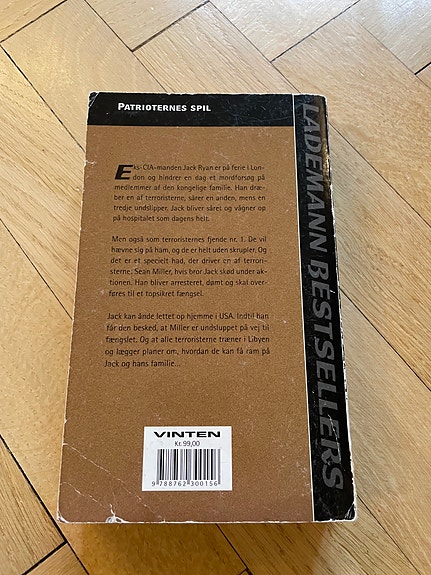 PATRIOTERNES SPIL
Eks-CIA-manden Jack Ryan er på ferie i Lon-
don og hindrer en dag et mordforsøg på
medlemmer af den kongelige familie. Han dræ-
ber en af terroristerne, sårer en anden, mens en
tredje undslipper. Jack bliver såret og vågner op
på hospitalet som dagens helt.
Men også som terroristernes fjende nr. 1. De vil
hævne sig på ham, og de er helt uden skrupler. Og
det er et specielt had, der driver en af terrori-
sterne, Sean Miller, hvis bror Jack skød under ak-
tionen. Han bliver arresteret, dømt og skal over-
føres til et topsikret fængsel.
Jack kan ånde lettet op hjemme i USA. Indtil han
får den besked, at Miller er undsluppet på vej til
fængslet. Og at alle terroristerne træner i Libyen
og lægger planer om, hvordan de kan få ram på
Jack og hans familie...
VINTEN
Kr. 99,00
9 788762 300156
LADEMANN BESTSELLERS